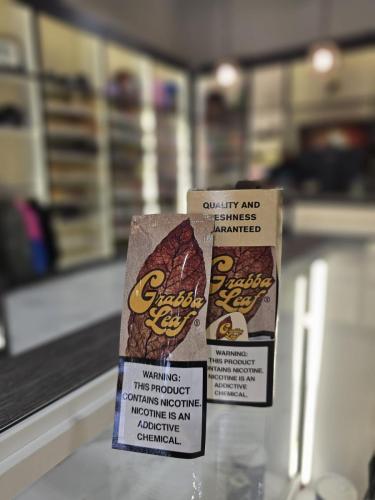 QUALITY AND
FRESHNESS
GUARANTEED
Grabba
Leaf
Grabba
Leaf
WARNING:
THIS PRODUCT
CONTAINS NICOTINE.
NICOTINE IS AN
ADDICTIVE
CHEMICAL.
WARNING:
THIS PRODUCT
CONTAINS NICOTINE.
NICOTINE IS AN
ADDICTIVE
CHEMICAL.